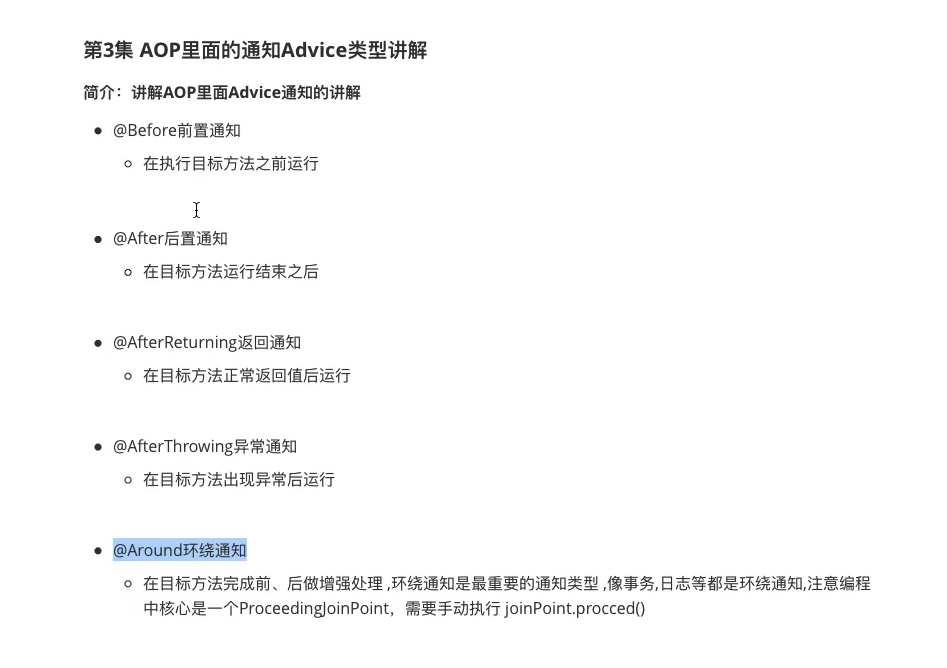 第3集 AOP里面的通知Advice类型讲解
简介：讲解AOP里面Advice通知的讲解
@Before前置通知
在执行目标方法之前运行
@After后置通知
在目标方法运行结束之后
@AfterReturning返回通知
在目标方法正常返回值后运行
@AfterThrowing异常通知
在目标方法出现异常后运行
@Around环绕通知
在目标方法完成前、后做增强处理 ,环绕通知是最重要的通知类型 ,像事务,日志等都是环绕通知,注意编程
中核心是一个ProceedingJoinPoint，需要手动执行 joinPoint.procced()